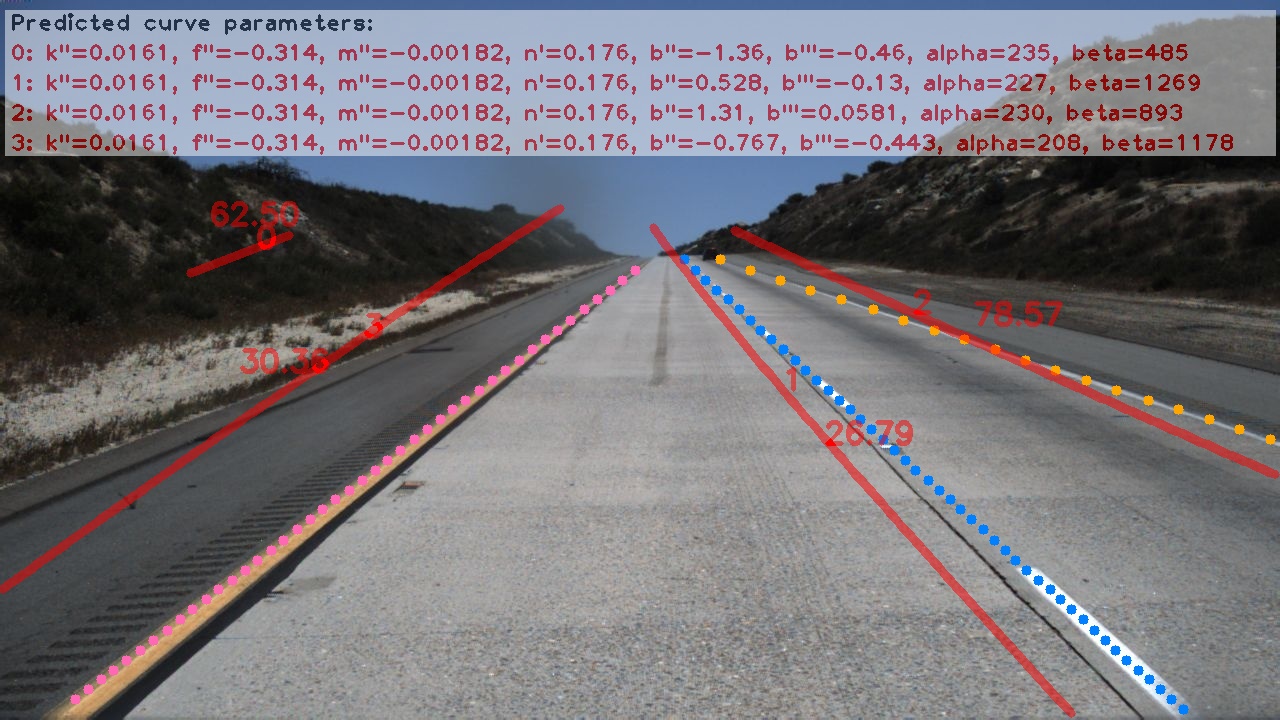 Predicted curve parameters:
0: k''=0.0161, f''=−0.314, m''=−0.00182, n'=0.176, b''=−1.36, b'''=−0.46, alpha=235, beta=485
1: k''=0.0161, f''=−0.314, m''=−0.00182, n'=0.176, b''=0.528, b'''=−0.13, alpha=227, beta=1269
2: k''=0.0161, f''=−0.314, m''=−0.00182, n'=0.176, b''=1.31, b'''=0.0581, alpha=230, beta=893
3: k''=0.0161, f''=−0.314, m''=−0.00182, n'=0.176, b''=−0.767, b'''=−0.443, alpha=208, beta=1178
62.50
0
2
78.57
3
30.36
1
26.79